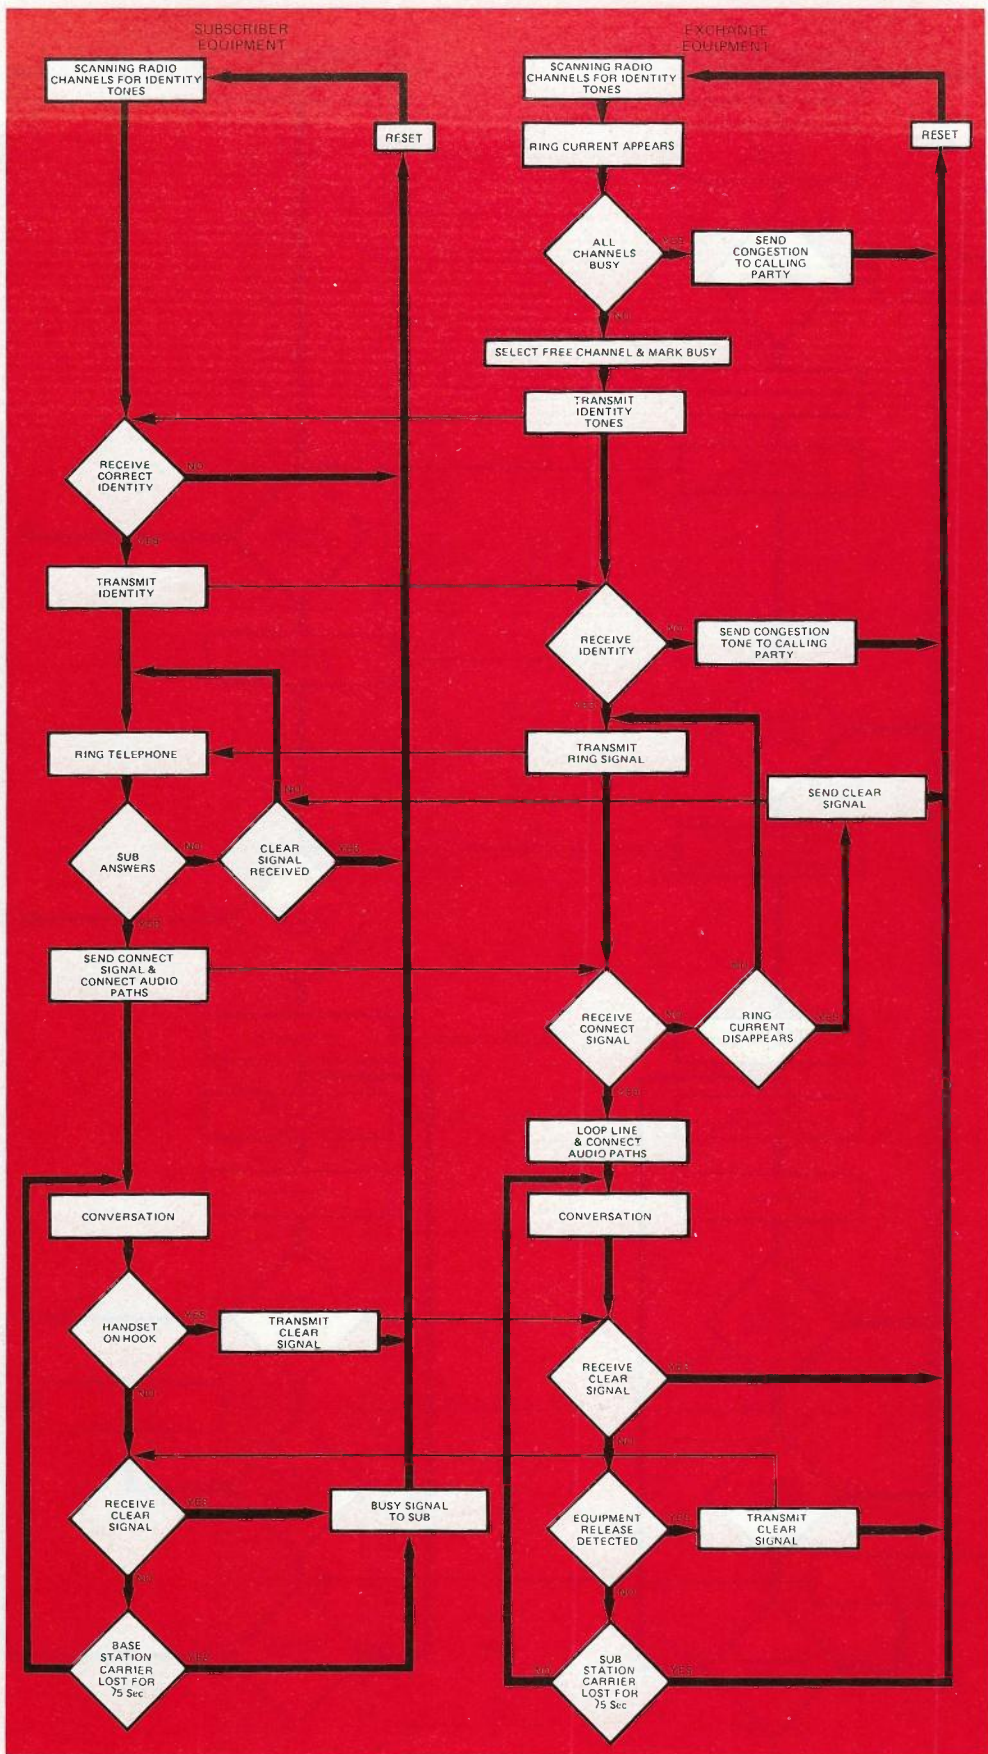 SUBSCRIBER
EQUIPMENT
SCANNING RADIO
CHANNELS FOR IDENTITY
TONES
RESET
RECEIVE
CORRECT
IDENTITY
NO
YES
TRANSMIT
IDENTITY
RING TELEPHONE
SUB
ANSWERS
NO
NO
CLEAR
SIGNAL
RECEIVED
YES
YES
SEND CONNECT
SIGNAL &
CONNECT AUDIO
PATHS
CONVERSATION
HANDSET
ON HOOK
YES
TRANSMIT
CLEAR
SIGNAL
NO
RECEIVE
CLEAR
SIGNAL
YES
BUSY SIGNAL
TO SUB
NO
BASE
STATION
CARRIER
LOST FOR
75 Sec
YES
EXCHANGE
EQUIPMENT
SCANNING RADIO
CHANNELS FOR IDENTITY
TONES
RESET
RING CURRENT APPEARS
ALL
CHANNELS
BUSY
YES
SEND
CONGESTION
TO CALLING
PARTY
NO
SELECT FREE CHANNEL & MARK BUSY
TRANSMIT
IDENTITY
TONES
RECEIVE
IDENTITY
NO
SEND CONGESTION
TONE TO CALLING
PARTY
YES
TRANSMIT
RING SIGNAL
SEND CLEAR
SIGNAL
RECEIVE
CONNECT
SIGNAL
NO
NO
RING
CURRENT
DISAPPEARS
YES
YES
LOOP LINE
& CONNECT
AUDIO PATHS
CONVERSATION
RECEIVE
CLEAR
SIGNAL
YES
NO
EQUIPMENT
RELEASE
DETECTED
YES
TRANSMIT
CLEAR
SIGNAL
NO
SUB
STATION
CARRIER
LOST FOR
75 Sec
NO
YES